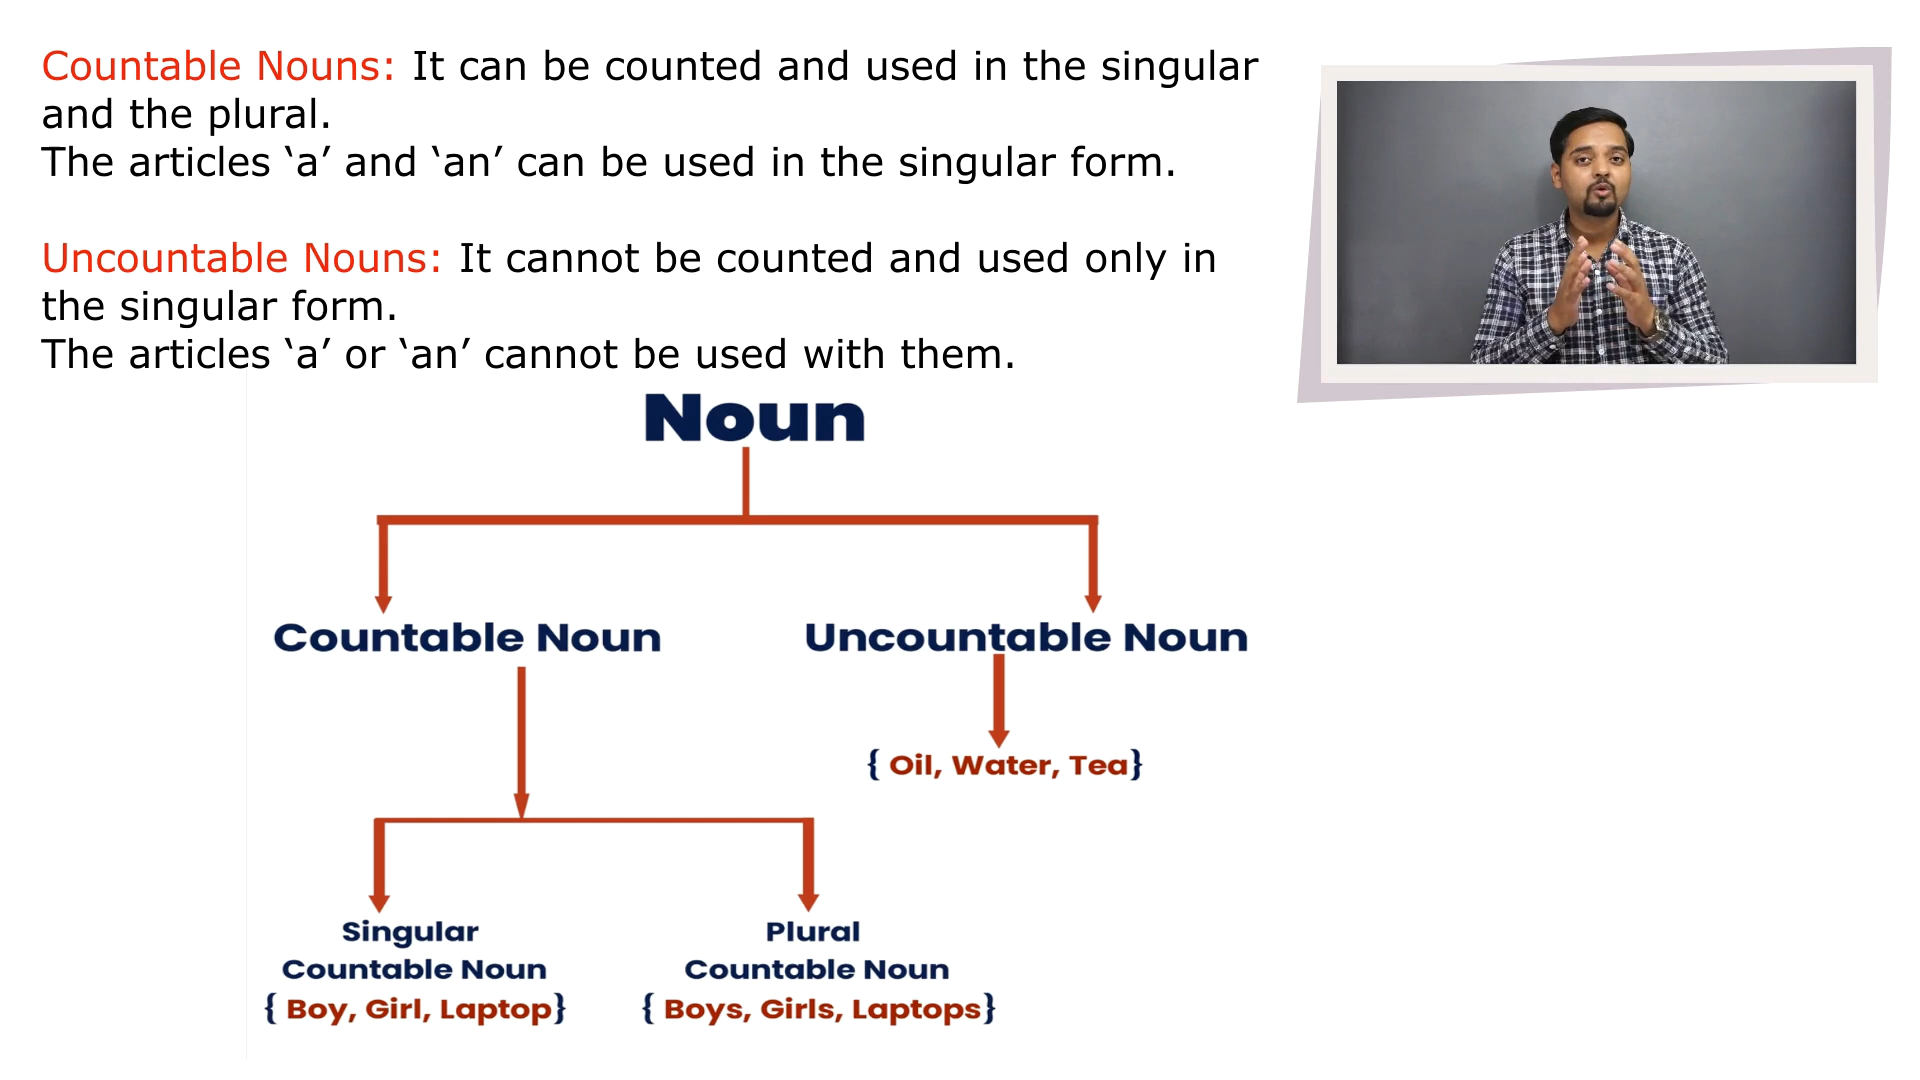 Countable Nouns: It can be counted and used in the singular
and the plural.
The articles ‘a’ and ‘an’ can be used in the singular form.
Uncountable Nouns: It cannot be counted and used only in
the singular form.
The articles ‘a’ or ‘an’ cannot be used with them.
Noun
Countable Noun
Uncountable Noun
{ Oil, Water, Tea}
Singular
Countable Noun
{ Boy, Girl, Laptop}
Plural
Countable Noun
{ Boys, Girls, Laptops}